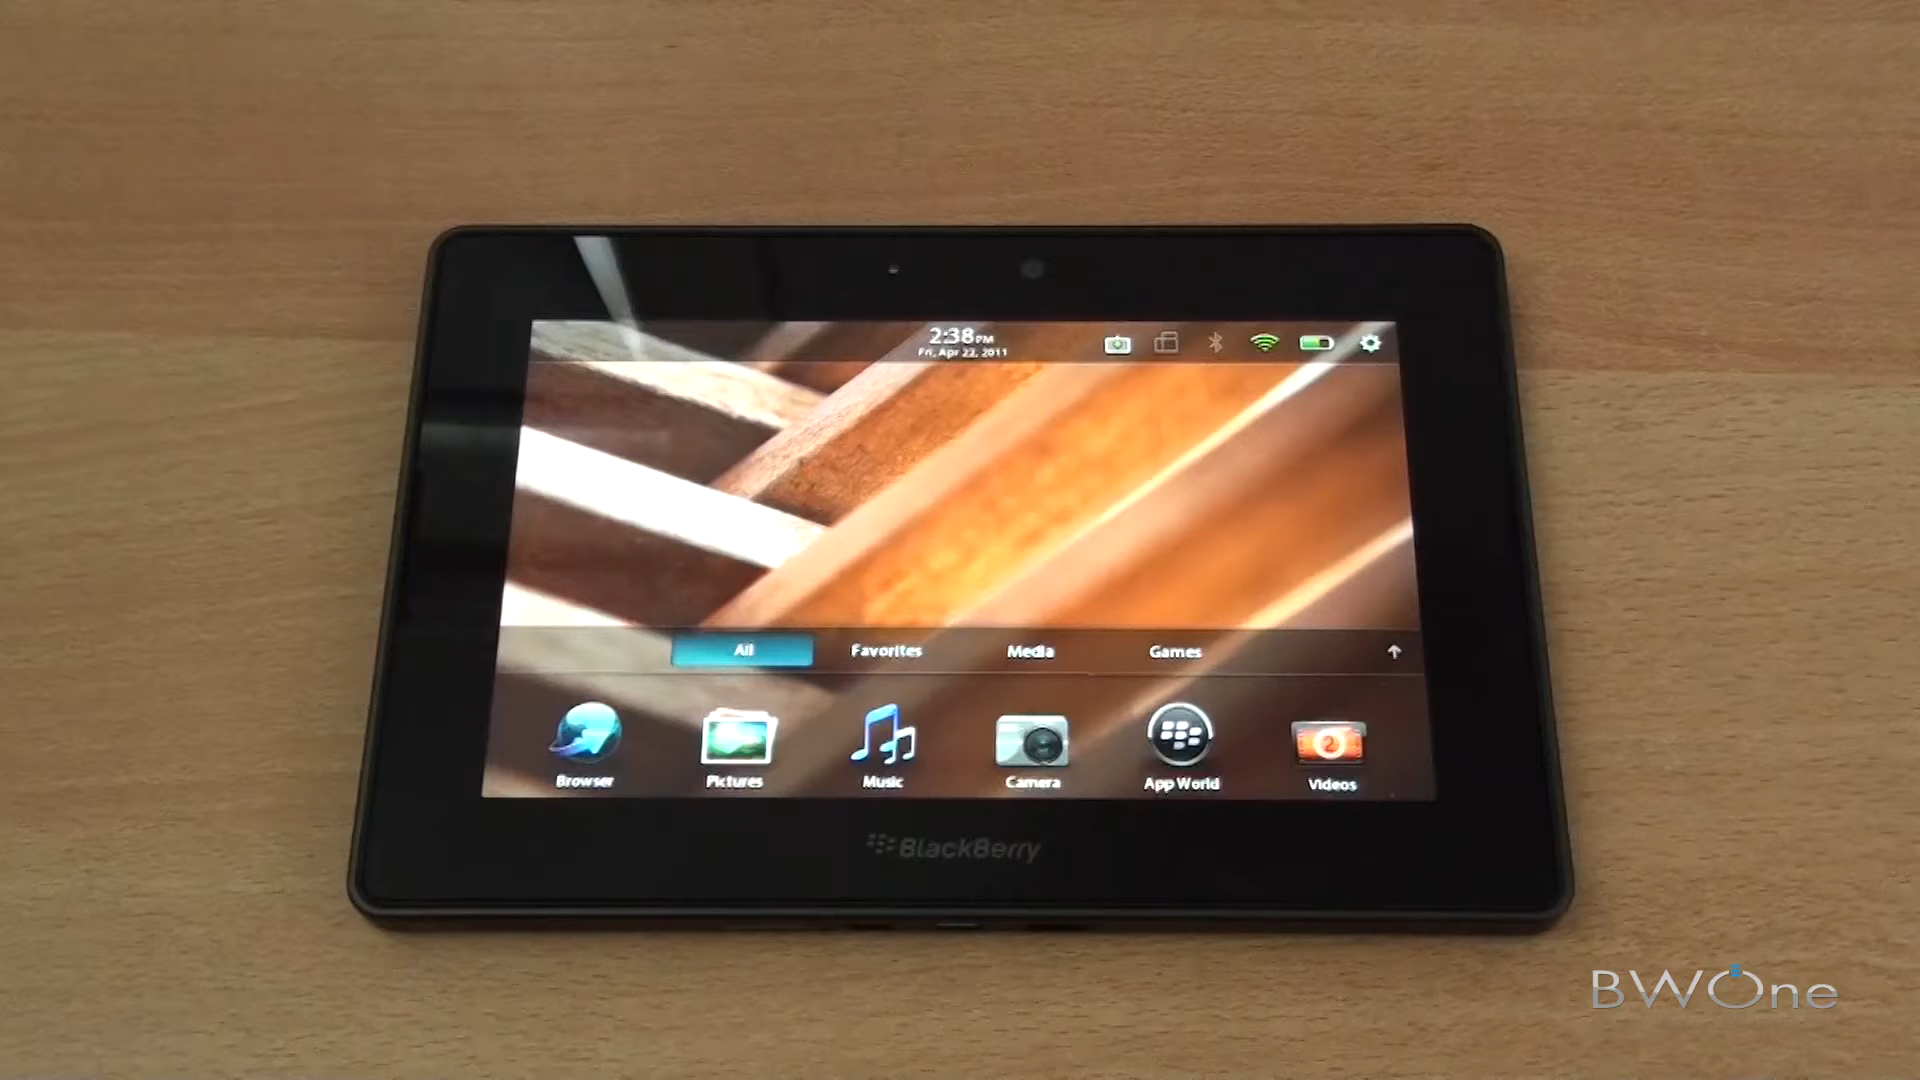 2:38PM
Fri, Apr 22, 2011
All Favorites Media Games
Browser Pictures Music Camera App World Videos
BlackBerry
BWOne